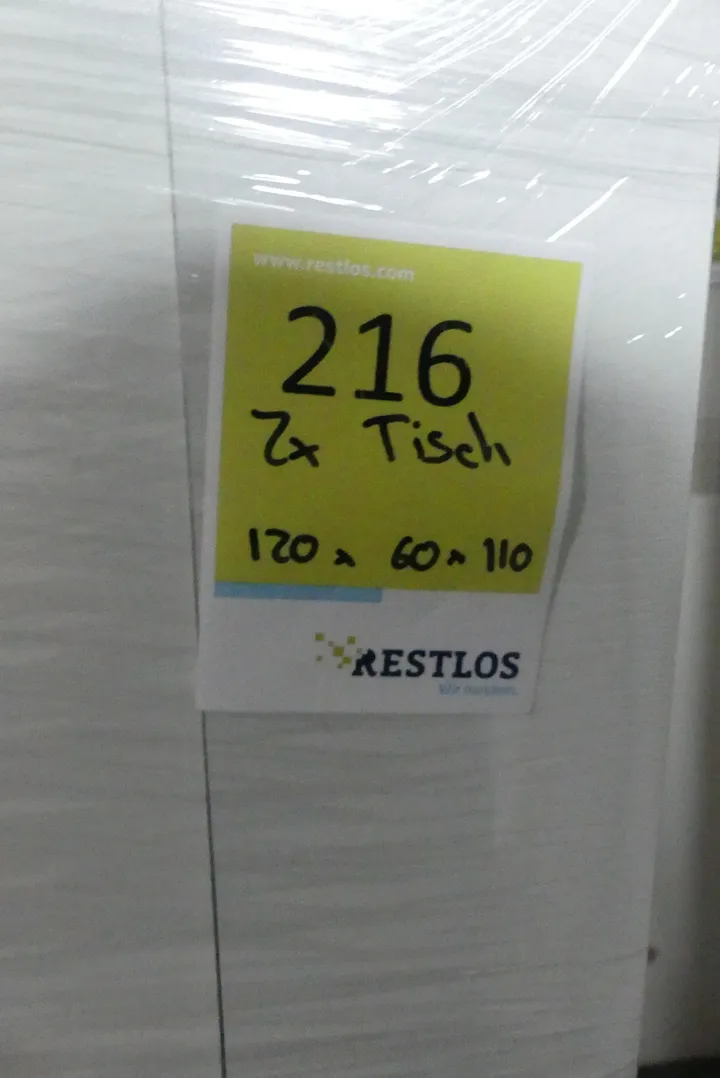 www.restlos.com
216
2x Tisch
120 x 60 x 110
RESTLOS